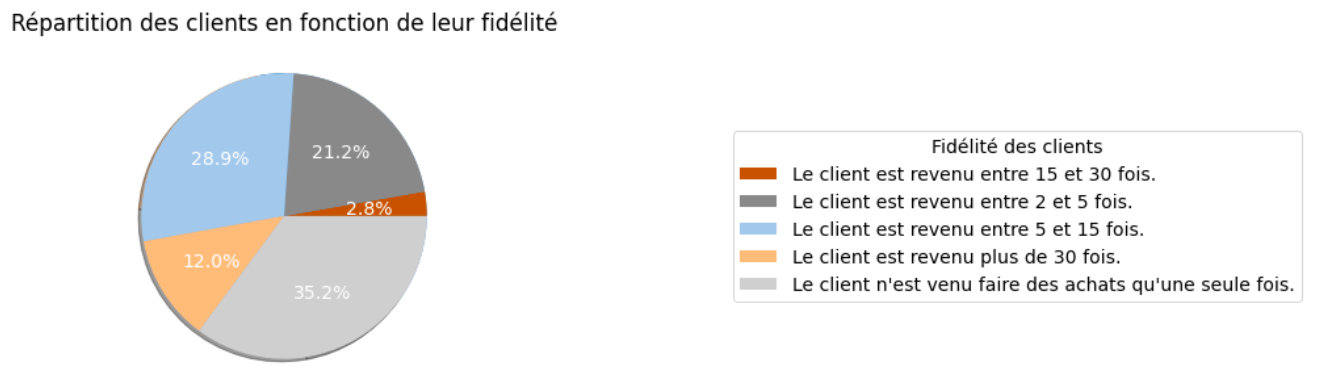 Répartition des clients en fonction de leur fidélité
28.9%
21.2%
2.8%
12.0%
35.2%
Fidélité des clients
Le client est revenu entre 15 et 30 fois.
Le client est revenu entre 2 et 5 fois.
Le client est revenu entre 5 et 15 fois.
Le client est revenu plus de 30 fois.
Le client n'est venu faire des achats qu'une seule fois.